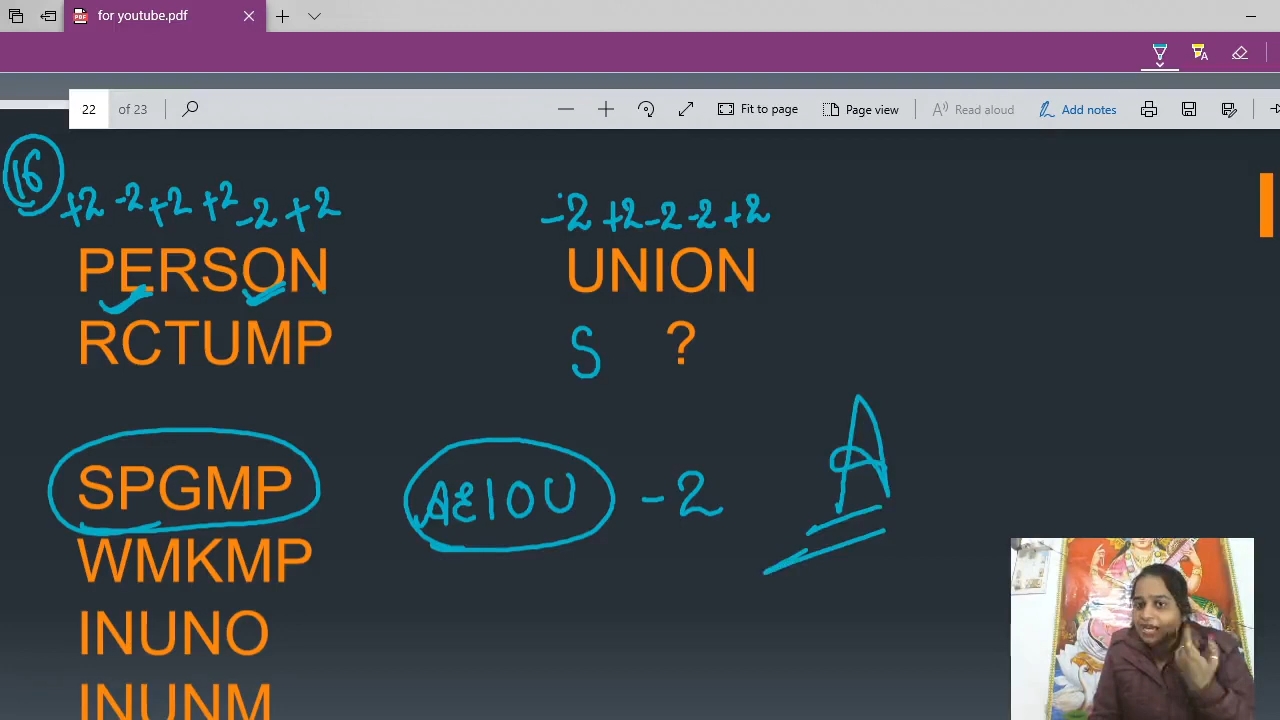 for youtube.pdf
22 of 23 Fit to page Page view Read aloud Add notes
16
+2 -2 +2 +2 -2 +2 -2 +2 -2 -2 +2
PERSON UNION
RCTUMP S ?
SPGMP AEIOU -2 A
WMKMP
INUNO
INUNM